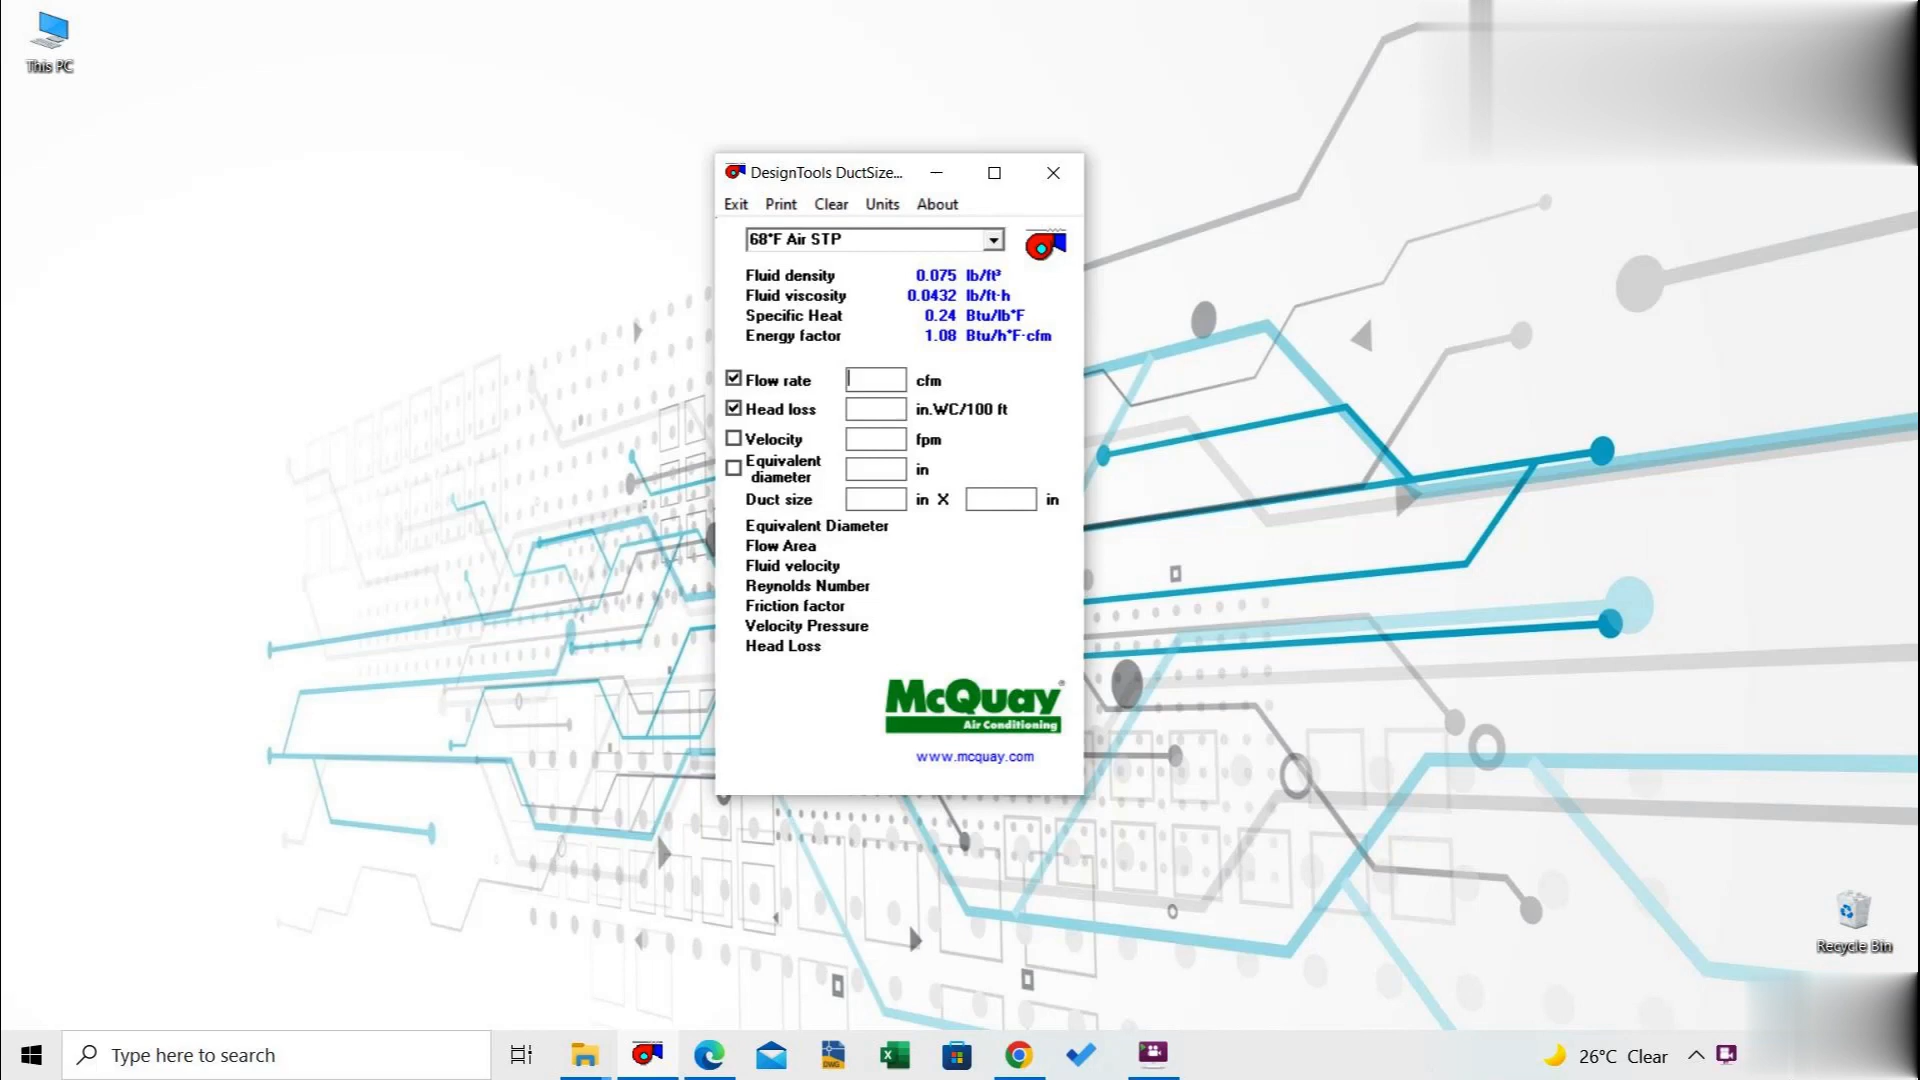 This PC
DesignTools DuctSize...
Exit Print Clear Units About
68°F Air STP
Fluid density 0.075 lb/ft³
Fluid viscosity 0.0432 lb/ft·h
Specific Heat 0.24 Btu/lb°F
Energy factor 1.08 Btu/h°F·cfm
Flow rate cfm
Head loss in.WC/100 ft
Velocity fpm
Equivalent
diameter in
Duct size in X in
Equivalent Diameter
Flow Area
Fluid velocity
Reynolds Number
Friction factor
Velocity Pressure
Head Loss
McQuay®
Air Conditioning
www.mcquay.com
Recycle Bin
Type here to search
DWG
26°C Clear